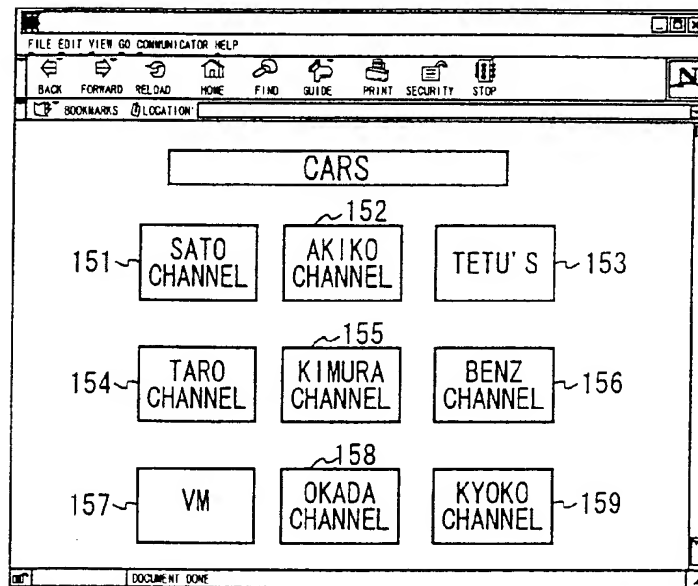 FILE EDIT VIEW GO COMMUNICATOR HELP
BACK FORWARD RELOAD HOME FIND GUIDE PRINT SECURITY STOP
N
BOOKMARKS LOCATION:
CARS
152
151 SATO CHANNEL AKIKO CHANNEL TETU'S 153
155
154 TARO CHANNEL KIMURA CHANNEL BENZ CHANNEL 156
158
157 VM OKADA CHANNEL KYOKO CHANNEL 159
DOCUMENT DONE